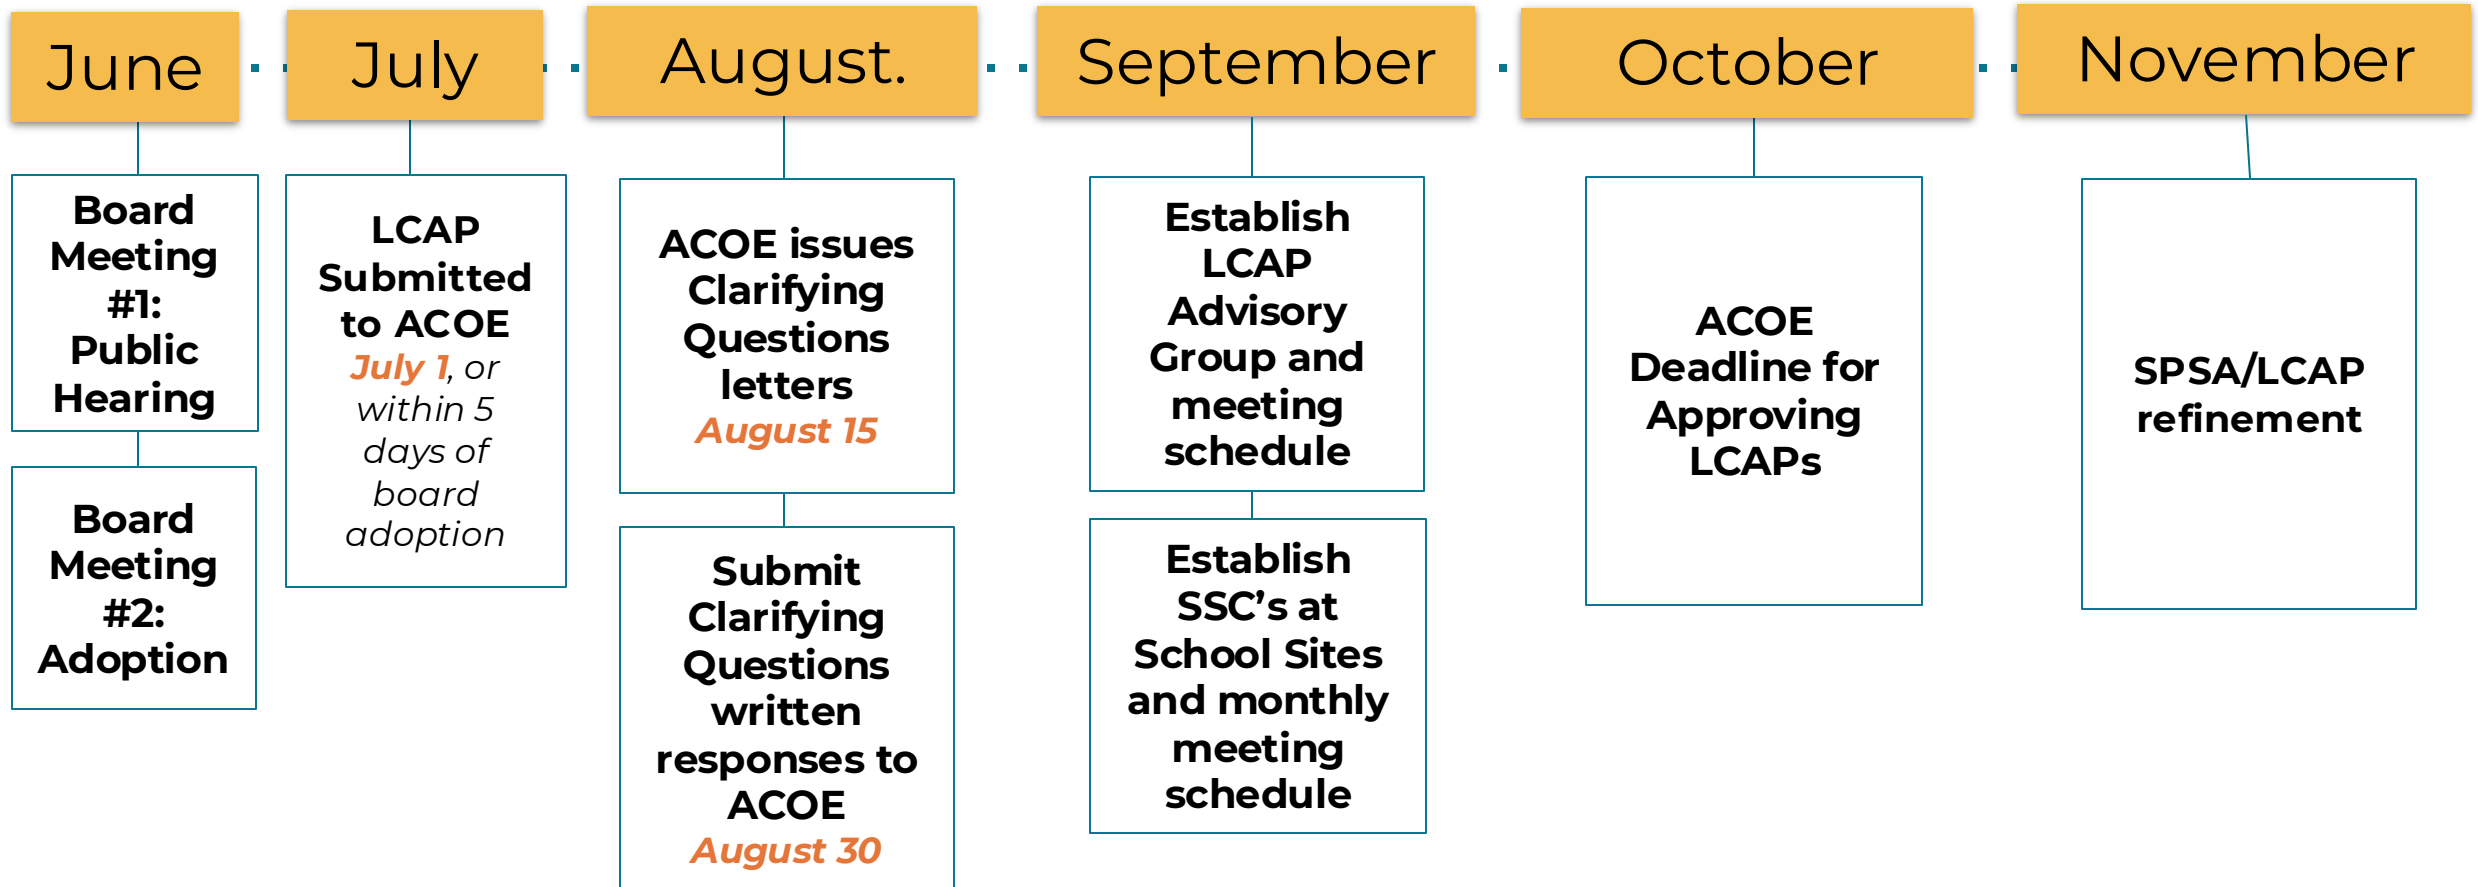 June
July
August.
September
October
November
Board
Meeting
#1:
Public
Hearing
Board
Meeting
#2:
Adoption
LCAP
Submitted
to ACOE
July 1, or
within 5
days of
board
adoption
ACOE issues
Clarifying
Questions
letters
August 15
Submit
Clarifying
Questions
written
responses to
ACOE
August 30
Establish
LCAP
Advisory
Group and
meeting
schedule
Establish
SSC’s at
School Sites
and monthly
meeting
schedule
ACOE
Deadline for
Approving
LCAPs
SPSA/LCAP
refinement